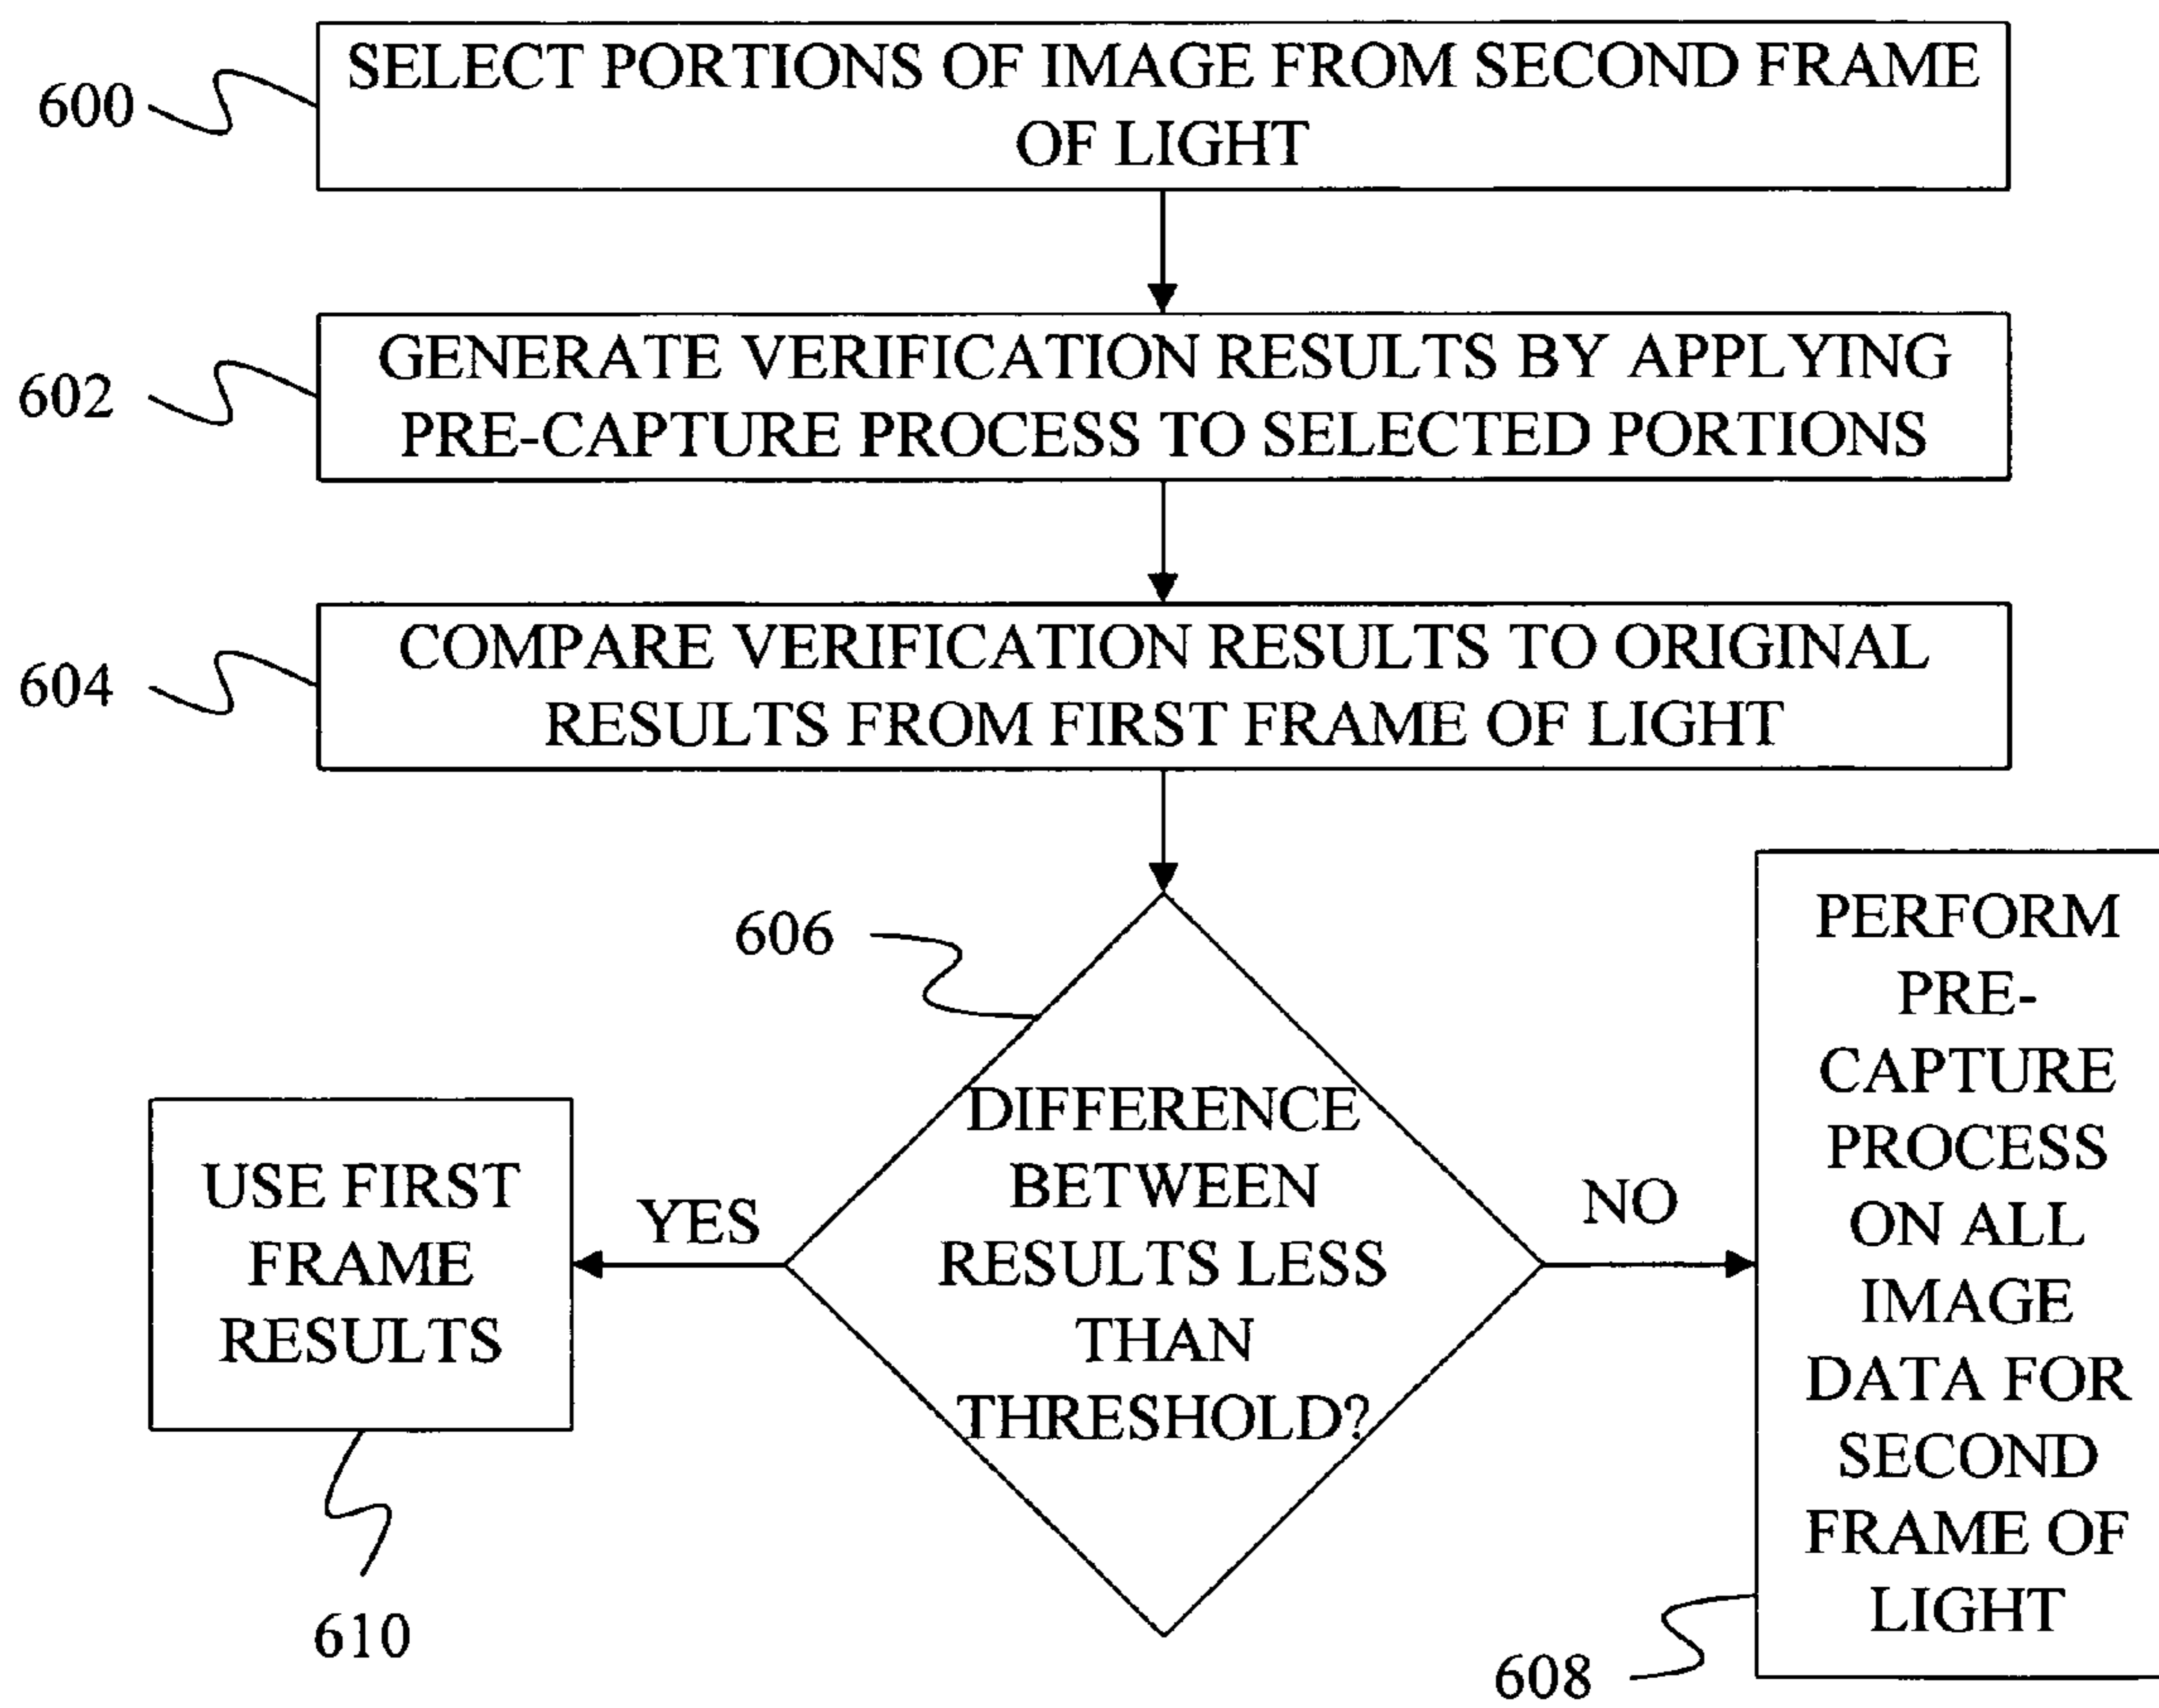 600
SELECT PORTIONS OF IMAGE FROM SECOND FRAME
OF LIGHT
602
GENERATE VERIFICATION RESULTS BY APPLYING
PRE-CAPTURE PROCESS TO SELECTED PORTIONS
604
COMPARE VERIFICATION RESULTS TO ORIGINAL
RESULTS FROM FIRST FRAME OF LIGHT
606
DIFFERENCE
BETWEEN
RESULTS LESS
THAN
THRESHOLD?
YES
USE FIRST
FRAME
RESULTS
610
NO
PERFORM
PRE-
CAPTURE
PROCESS
ON ALL
IMAGE
DATA FOR
SECOND
FRAME OF
LIGHT
608